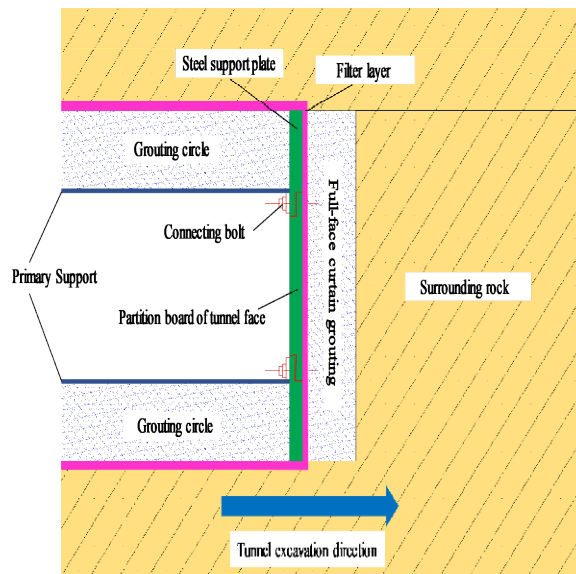 Steel support plate
Filter layer
Grouting circle
Connecting bolt
Full-face curtain grouting
Primary Support
Surrounding rock
Partition board of tunnel face
Grouting circle
Tunnel excavation direction